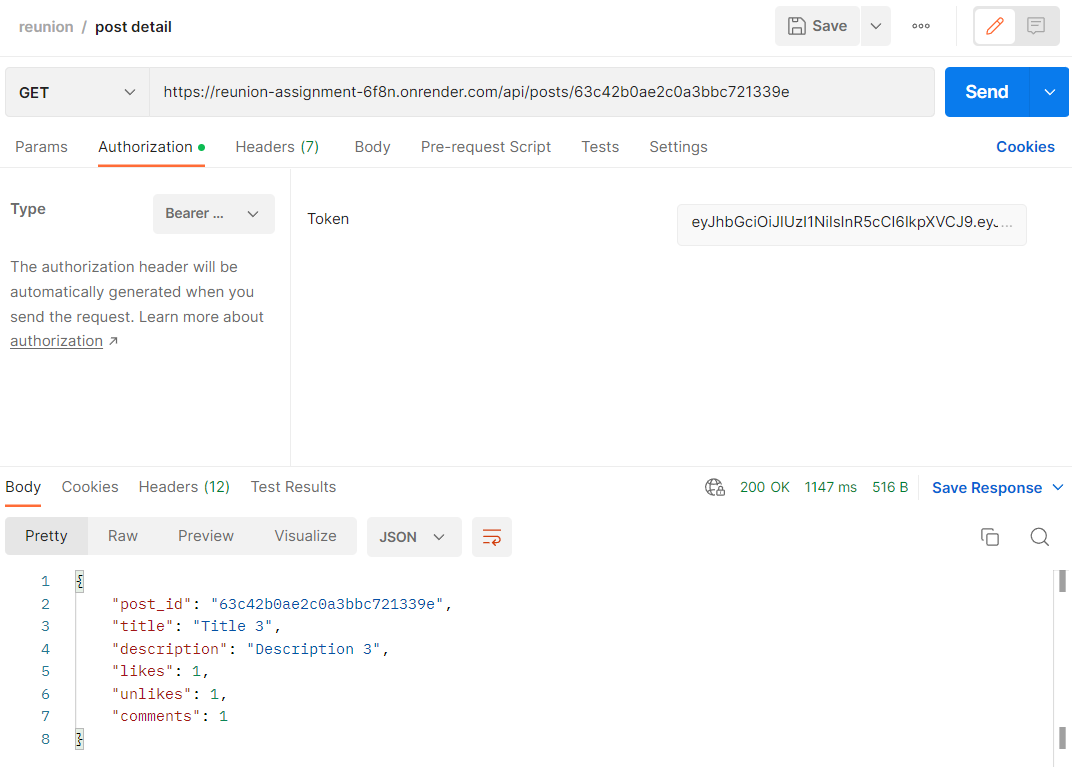 reunion / post detail
Save
GET
https://reunion-assignment-6f8n.onrender.com/api/posts/63c42b0ae2c0a3bbc721339e
Send
Params Authorization Headers (7) Body Pre-request Script Tests Settings Cookies
Type
Bearer ...
The authorization header will be
automatically generated when you
send the request. Learn more about
authorization ↗
Token
eyJhbGciOiJIUzI1NiIsInR5cCI6IkpXVCJ9.eyJ...
Body Cookies Headers (12) Test Results
200 OK 1147 ms 516 B Save Response
Pretty Raw Preview Visualize JSON
1 {
2 "post_id": "63c42b0ae2c0a3bbc721339e",
3 "title": "Title 3",
4 "description": "Description 3",
5 "likes": 1,
6 "unlikes": 1,
7 "comments": 1
8 }